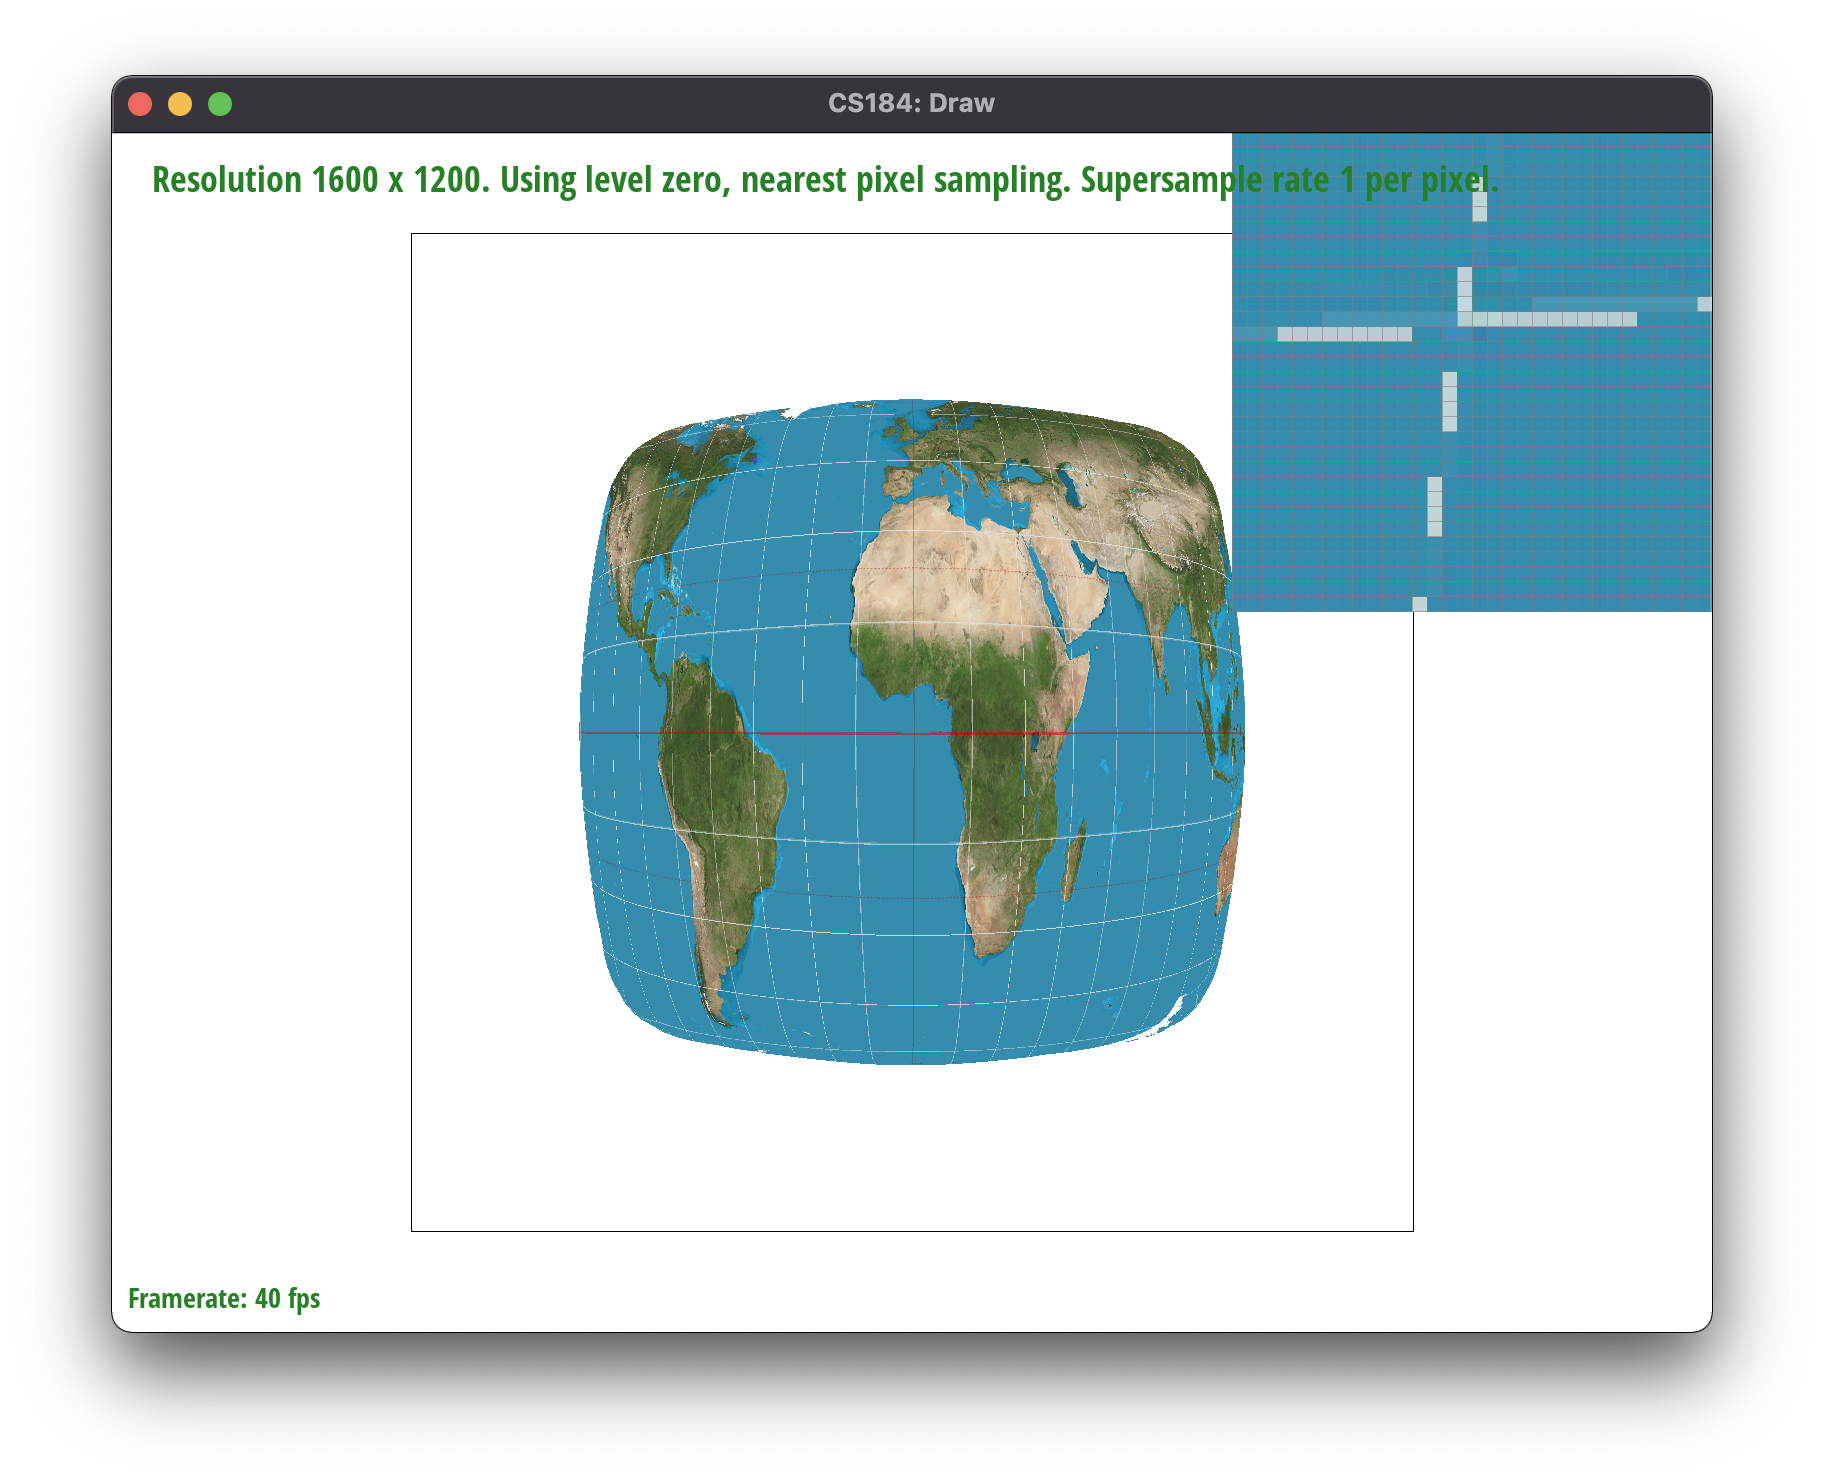 CS184: Draw
Resolution 1600 x 1200. Using level zero, nearest pixel sampling. Supersample rate 1 per pixel.
Framerate: 40 fps